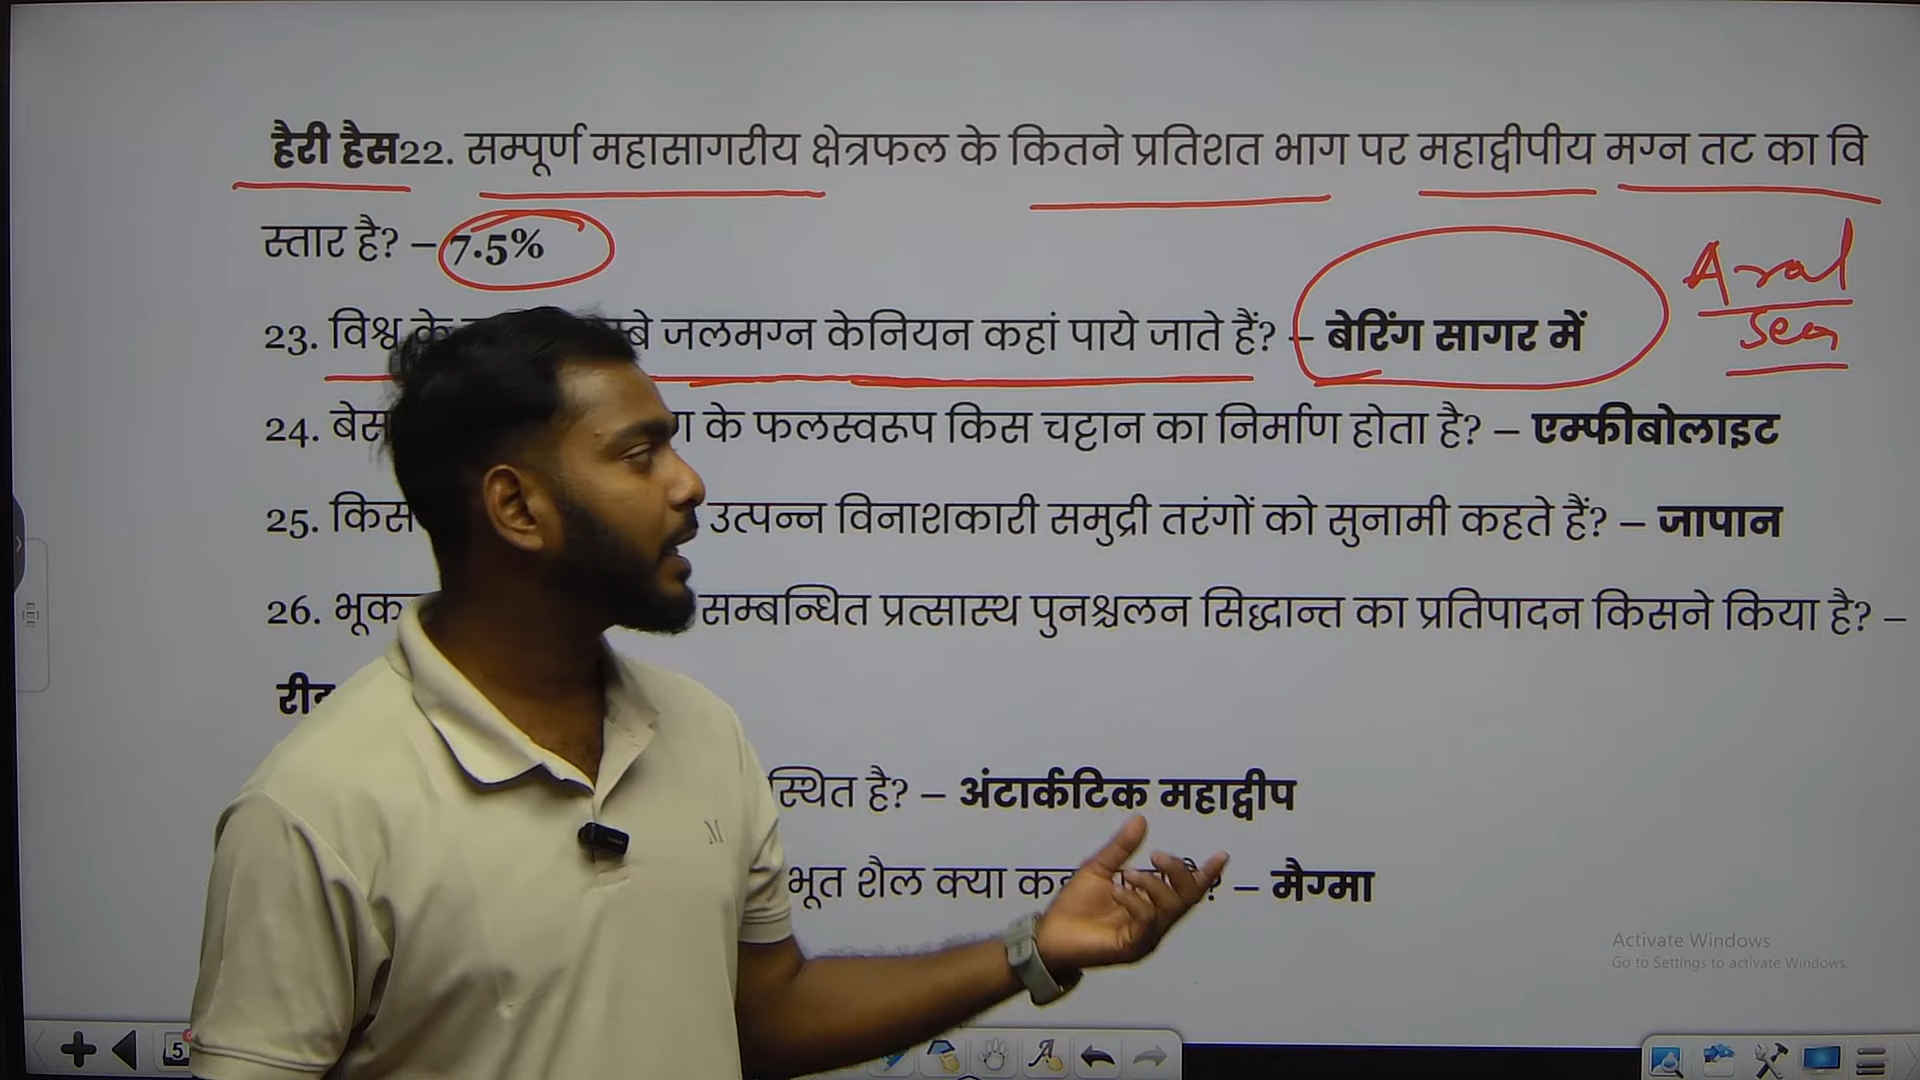 हैरी हैस22. सम्पूर्ण महासागरीय क्षेत्रफल के कितने प्रतिशत भाग पर महाद्वीपीय मग्न तट का वि
स्तार है? – 7.5%
Aral
Sea
23. विश्व के म्बे जलमग्न केनियन कहां पाये जाते हैं? – बेरिंग सागर में
24. के फलस्वरूप किस चट्टान का निर्माण होता है? – एम्फीबोलाइट
25. किस उत्पन्न विनाशकारी समुद्री तरंगों को सुनामी कहते हैं? – जापान
26. सम्बन्धित प्रत्सास्थ पुनश्चलन सिद्धान्त का प्रतिपादन किसने किया है? –
स्थित है? – अंटार्कटिक महाद्वीप
भूत शैल क्या है? – मैग्मा
M
Activate Windows
Go to Settings to activate Windows.
5